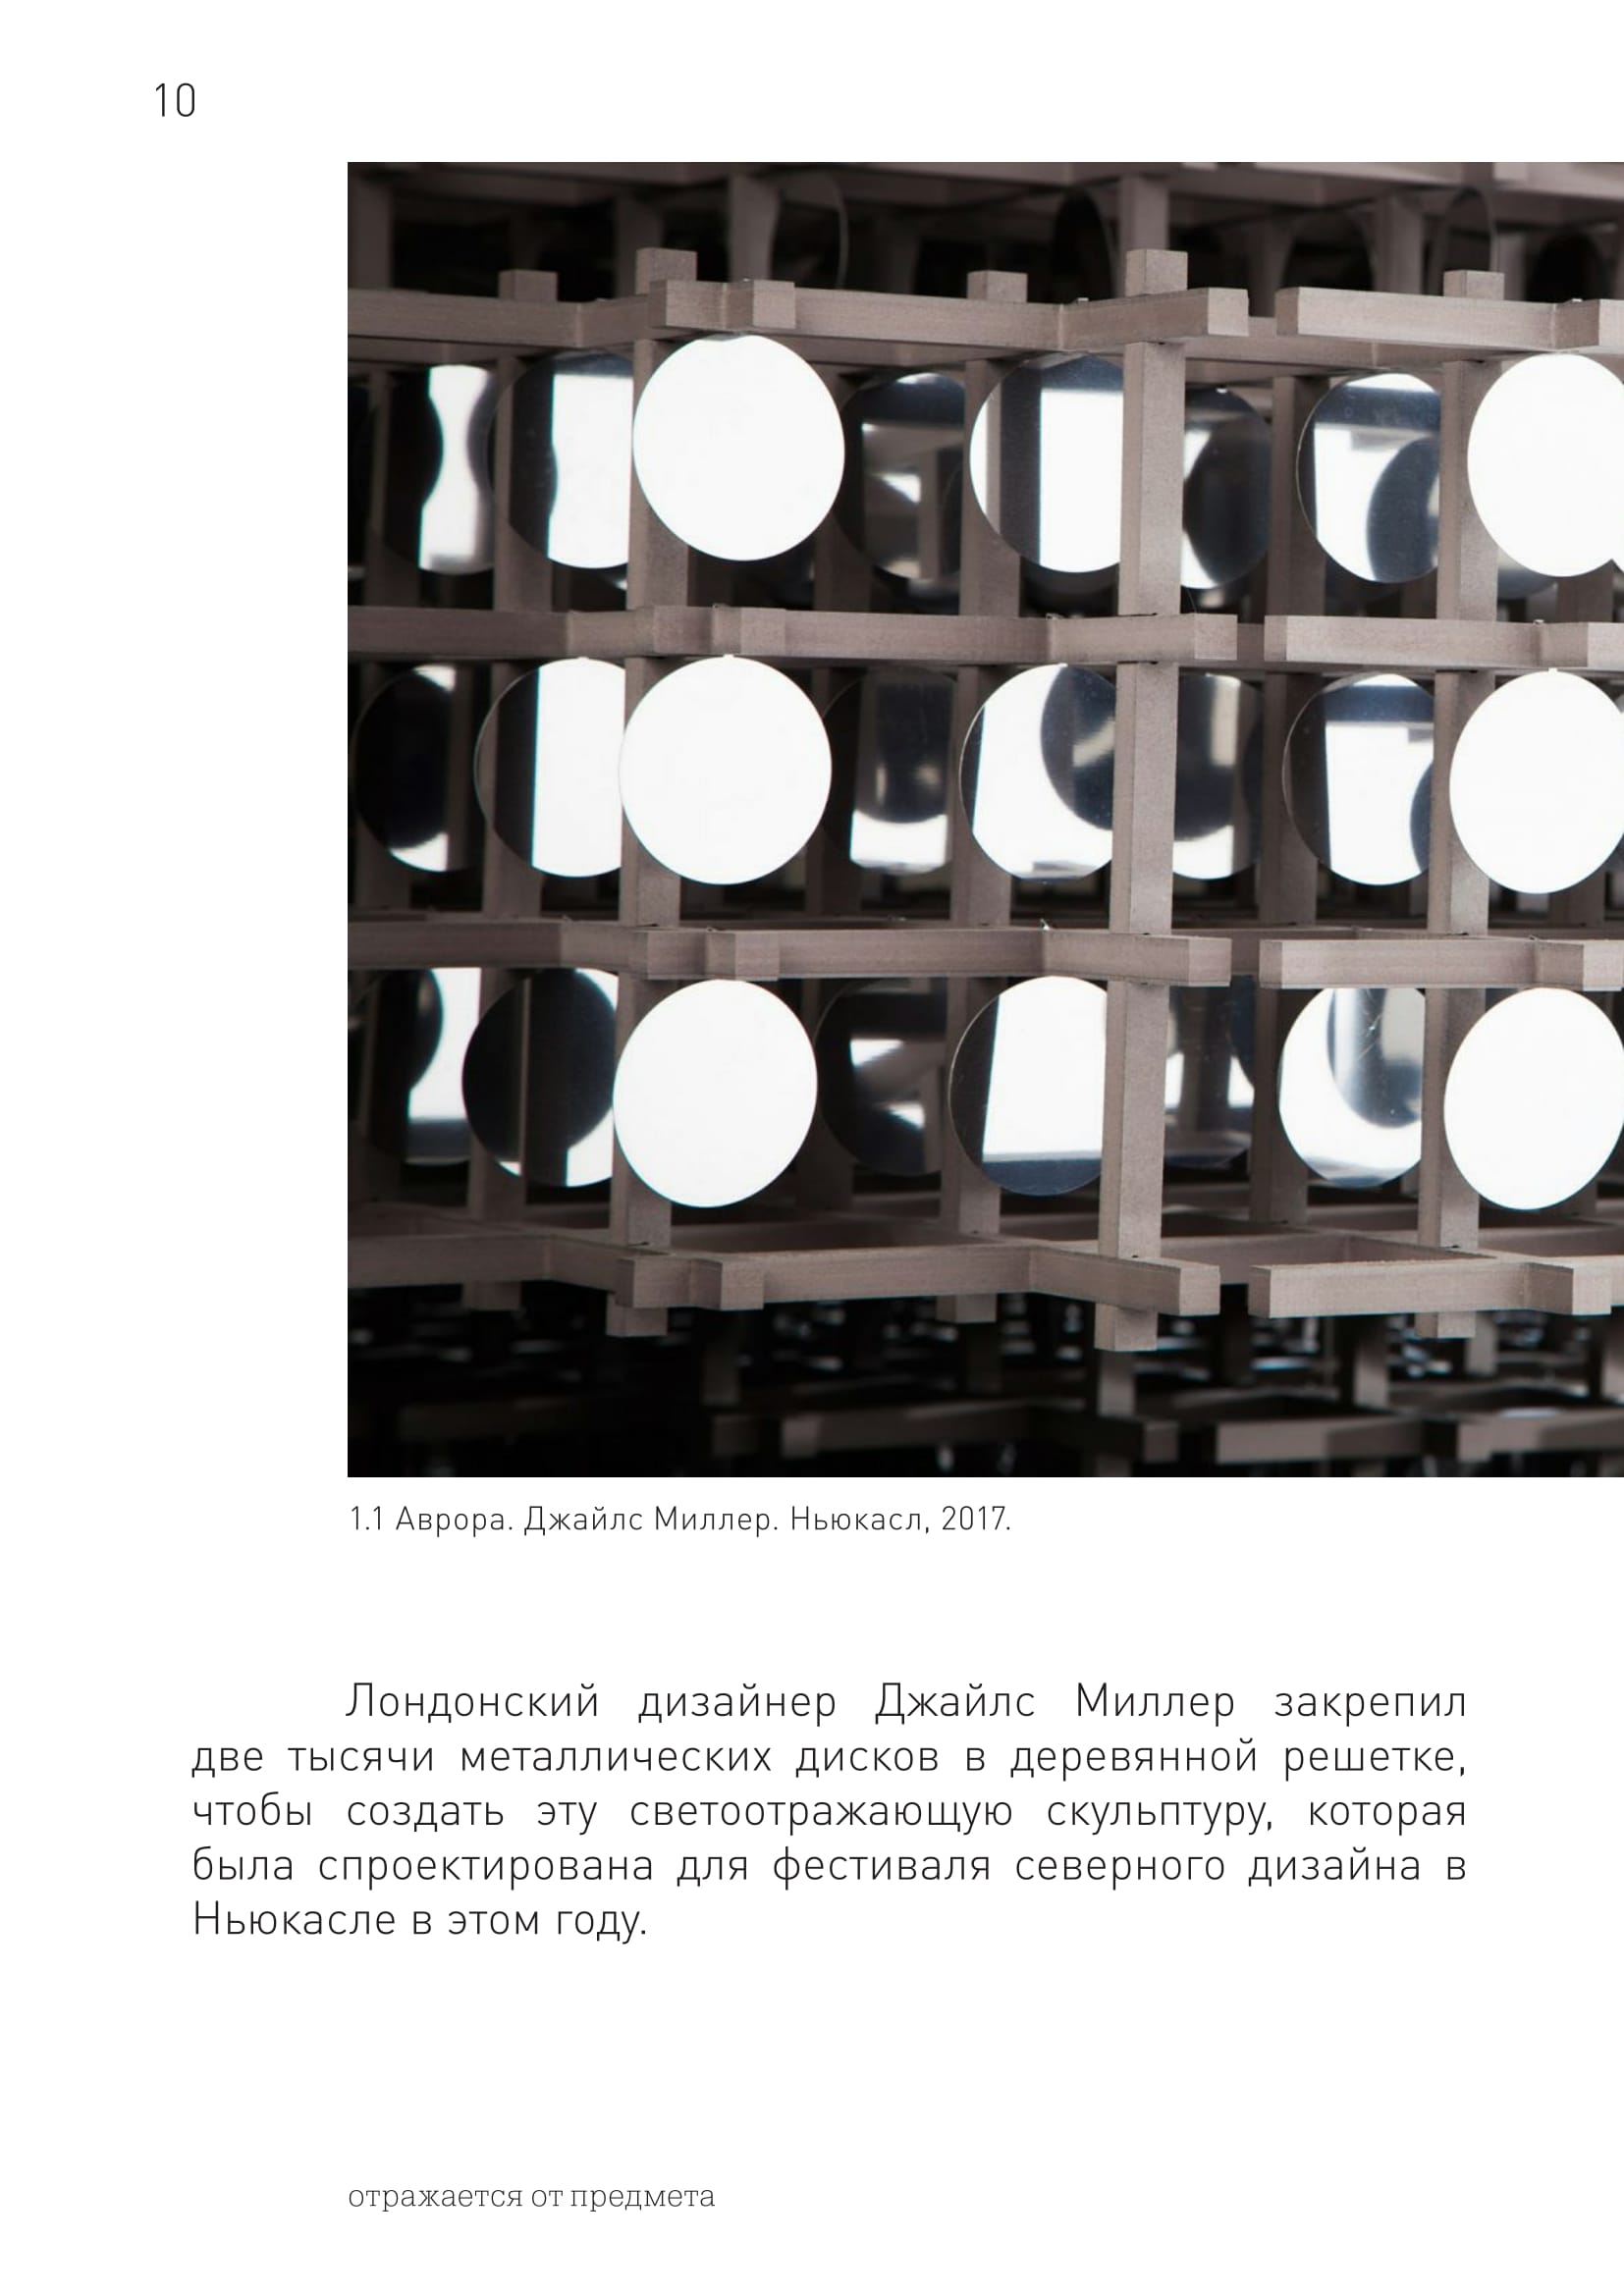 10
1.1 Аврора. Джайлс Миллер. Ньюкасл, 2017.
Лондонский дизайнер Джайлс Миллер закрепил
две тысячи металлических дисков в деревянной решетке,
чтобы создать эту светоотражающую скульптуру, которая
была спроектирована для фестиваля северного дизайна в
Ньюкасле в этом году.
отражается от предмета